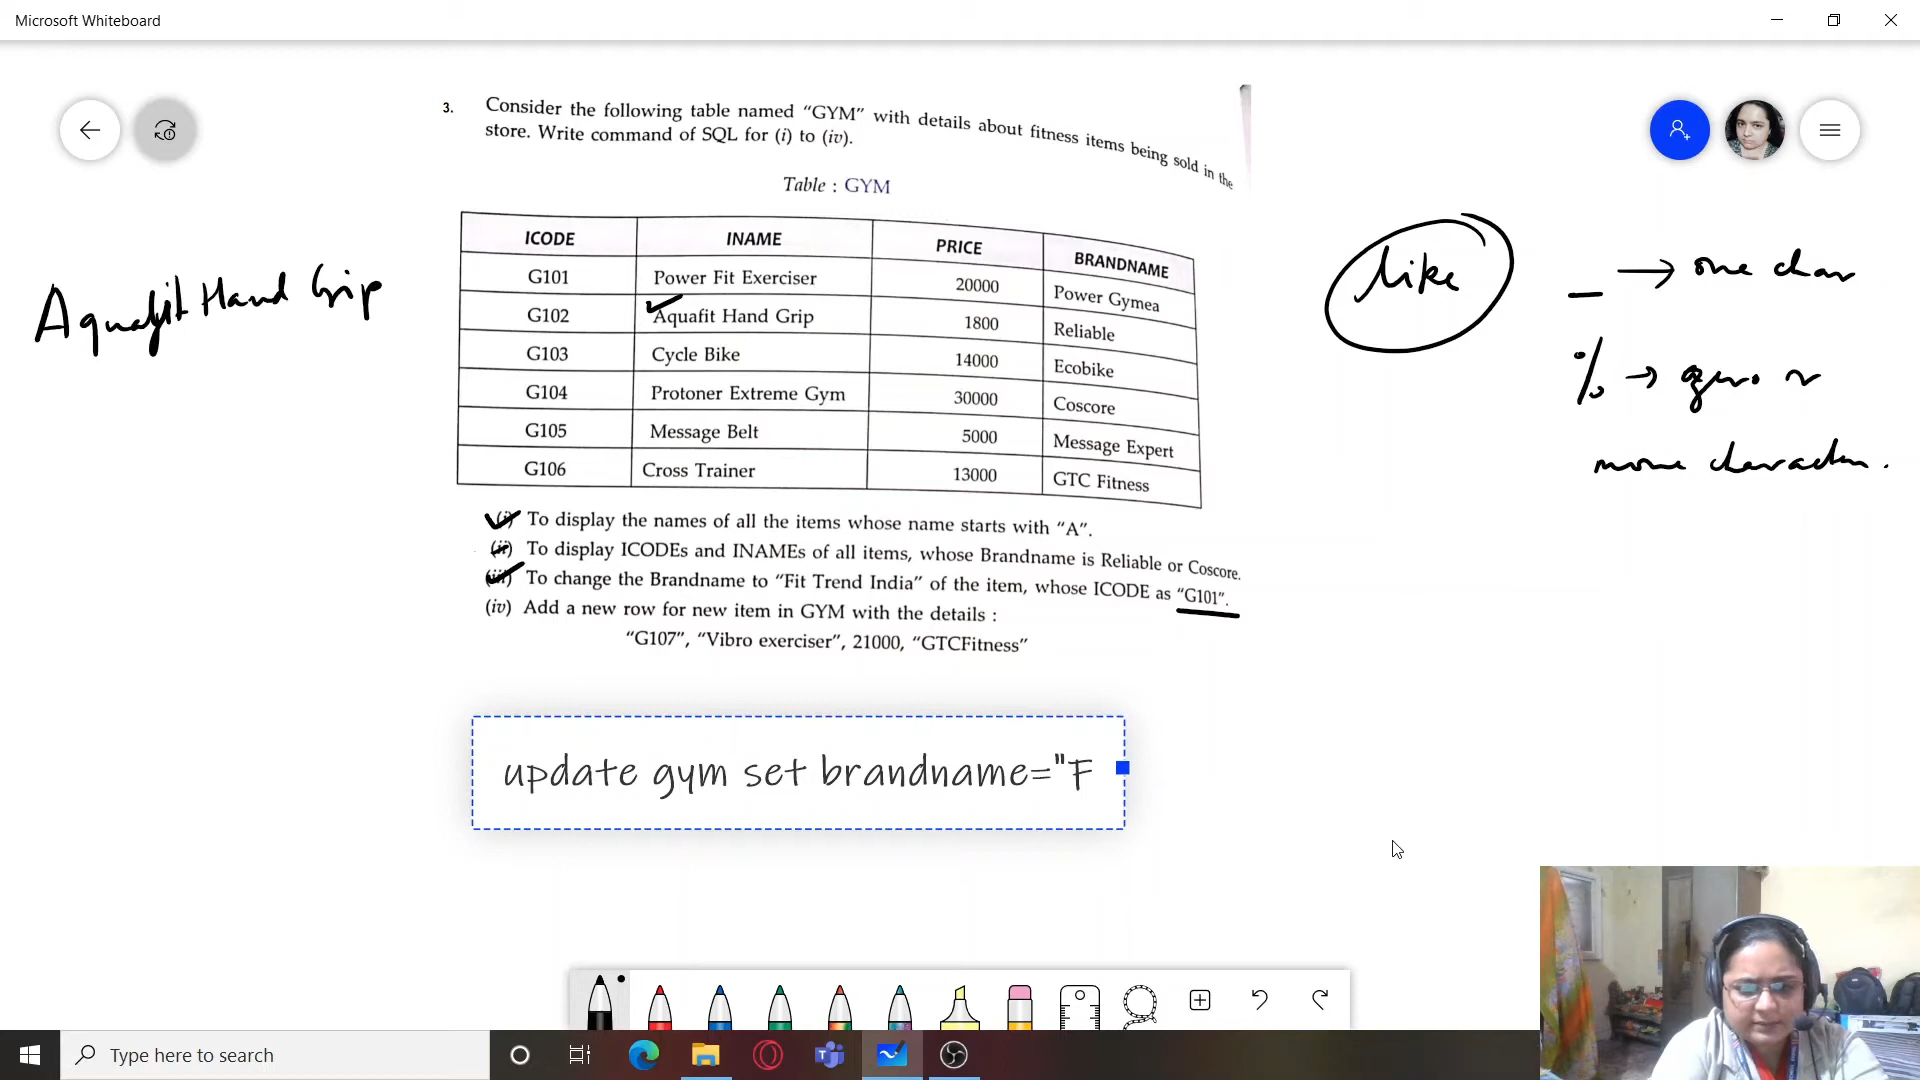 Microsoft Whiteboard
3. Consider the following table named “GYM” with details about fitness items being sold in the
store. Write command of SQL for (i) to (iv).
Table : GYM
ICODE INAME PRICE BRANDNAME
G101 Power Fit Exerciser 20000 Power Gymea
G102 Aquafit Hand Grip 1800 Reliable
G103 Cycle Bike 14000 Ecobike
G104 Protoner Extreme Gym 30000 Coscore
G105 Message Belt 5000 Message Expert
G106 Cross Trainer 13000 GTC Fitness
(i) To display the names of all the items whose name starts with “A”.
(ii) To display ICODEs and INAMEs of all items, whose Brandname is Reliable or Coscore.
(iii) To change the Brandname to “Fit Trend India” of the item, whose ICODE as “G101”.
(iv) Add a new row for new item in GYM with the details :
“G107”, “Vibro exerciser”, 21000, “GTCFitness”
Aquafit Hand Grip
like
_ → one char
% → zero or
more character.
update gym set brandname="F
Type here to search